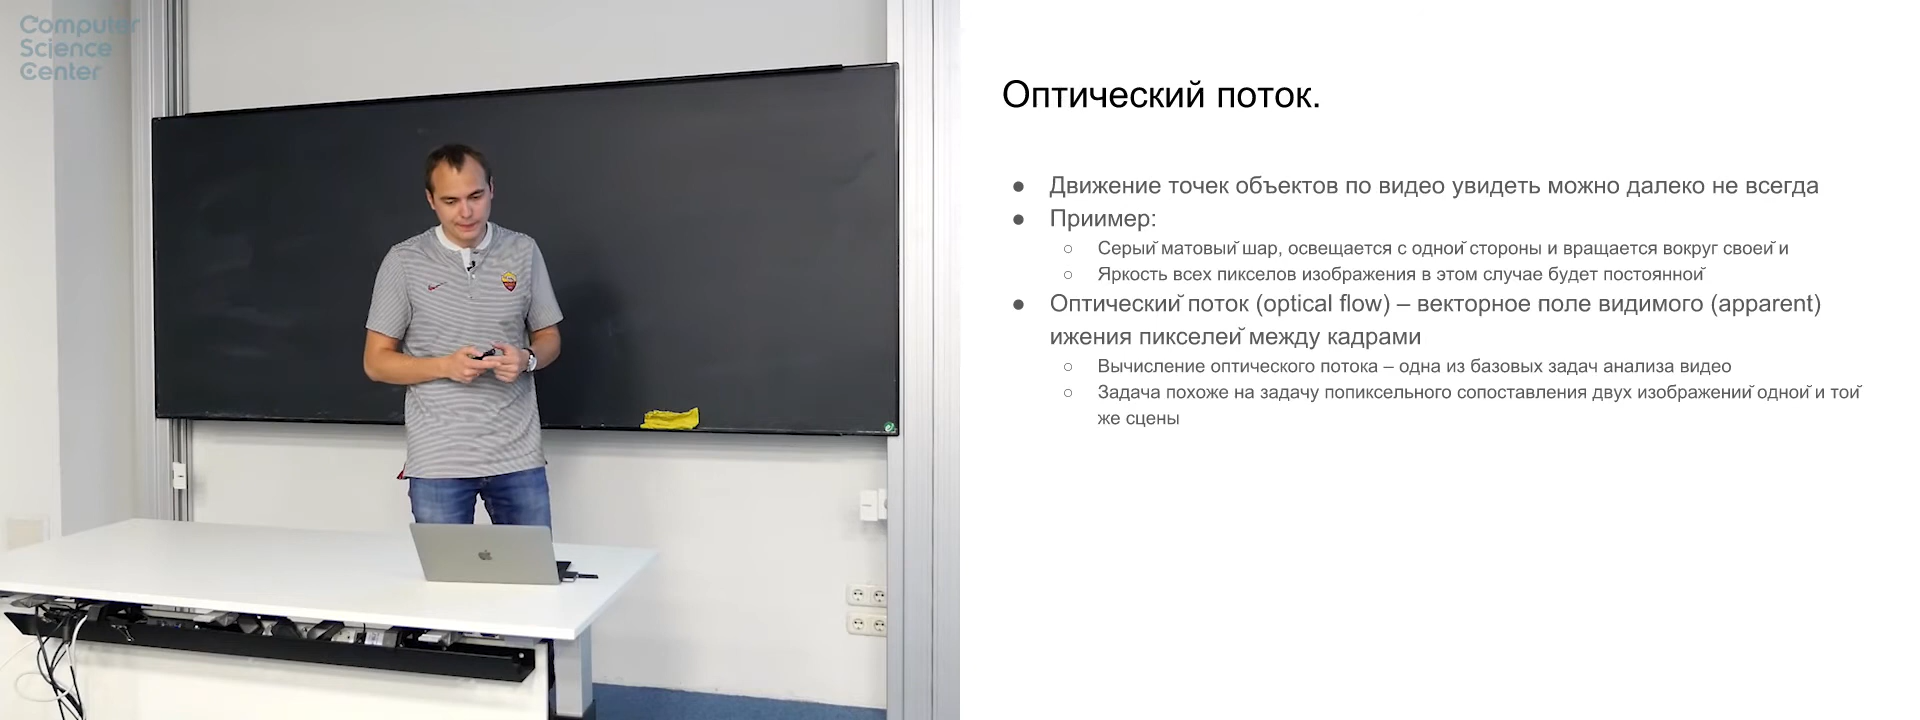 Computer
Science
Center
Оптический поток.
● Движение точек объектов по видео увидеть можно далеко не всегда
● Приимер:
○ Серый матовый шар, освещается с одной стороны и вращается вокруг своей и
○ Яркость всех пикселов изображения в этом случае будет постоянной
● Оптический поток (optical flow) – векторное поле видимого (apparent)
ижения пикселей между кадрами
○ Вычисление оптического потока – одна из базовых задач анализа видео
○ Задача похоже на задачу попиксельного сопоставления двух изображений одной и той
же сцены